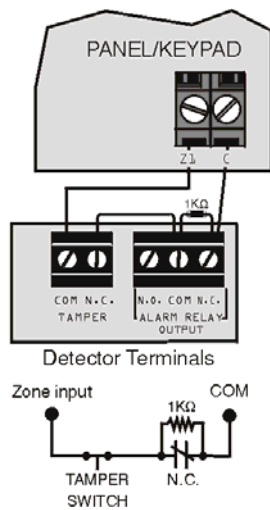 PANEL/KEYPAD
Z1 C
1KΩ
COM N.C. N.O. COM N.C.
TAMPER ALARM RELAY
OUTPUT
Detector Terminals
Zone input COM
1KΩ
TAMPER N.C.
SWITCH